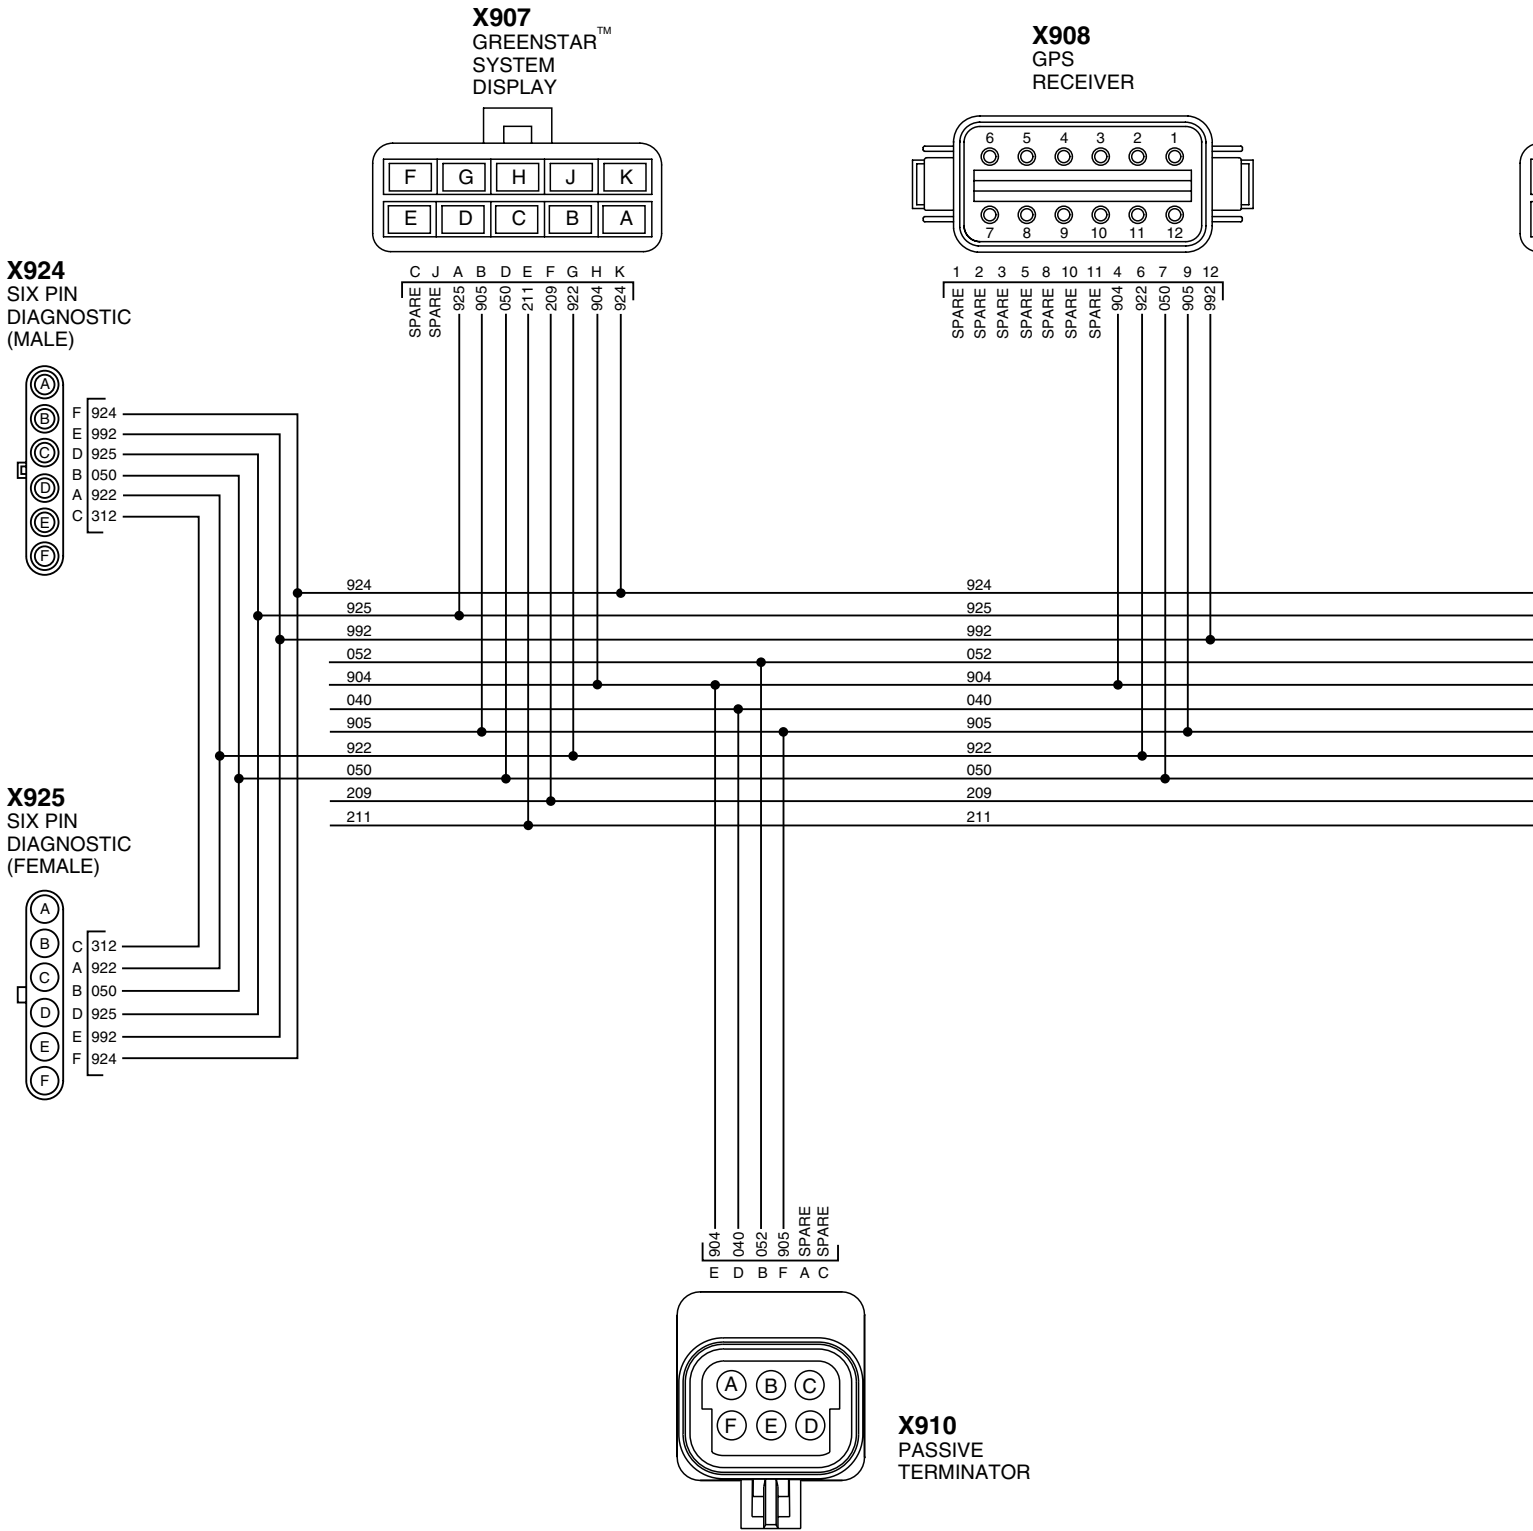 X907
GREENSTAR™
SYSTEM
DISPLAY
F G H J K
E D C B A
C J A B D E F G H K
SPARE SPARE 925 905 050 211 209 922 904 924
X908
GPS
RECEIVER
6 5 4 3 2 1
7 8 9 10 11 12
1 2 3 5 8 10 11 4 6 7 9 12
SPARE SPARE SPARE SPARE SPARE SPARE SPARE 904 922 050 905 992
X924
SIX PIN
DIAGNOSTIC
(MALE)
A
B
C
D
E
F
F 924
E 992
D 925
B 050
A 922
C 312
924 924
925 925
992 992
052 052
904 904
040 040
905 905
922 922
050 050
209 209
211 211
X925
SIX PIN
DIAGNOSTIC
(FEMALE)
A
B
C
D
E
F
C 312
A 922
B 050
D 925
E 992
F 924
904 040 052 905 SPARE SPARE
E D B F A C
A B C
F E D
X910
PASSIVE
TERMINATOR